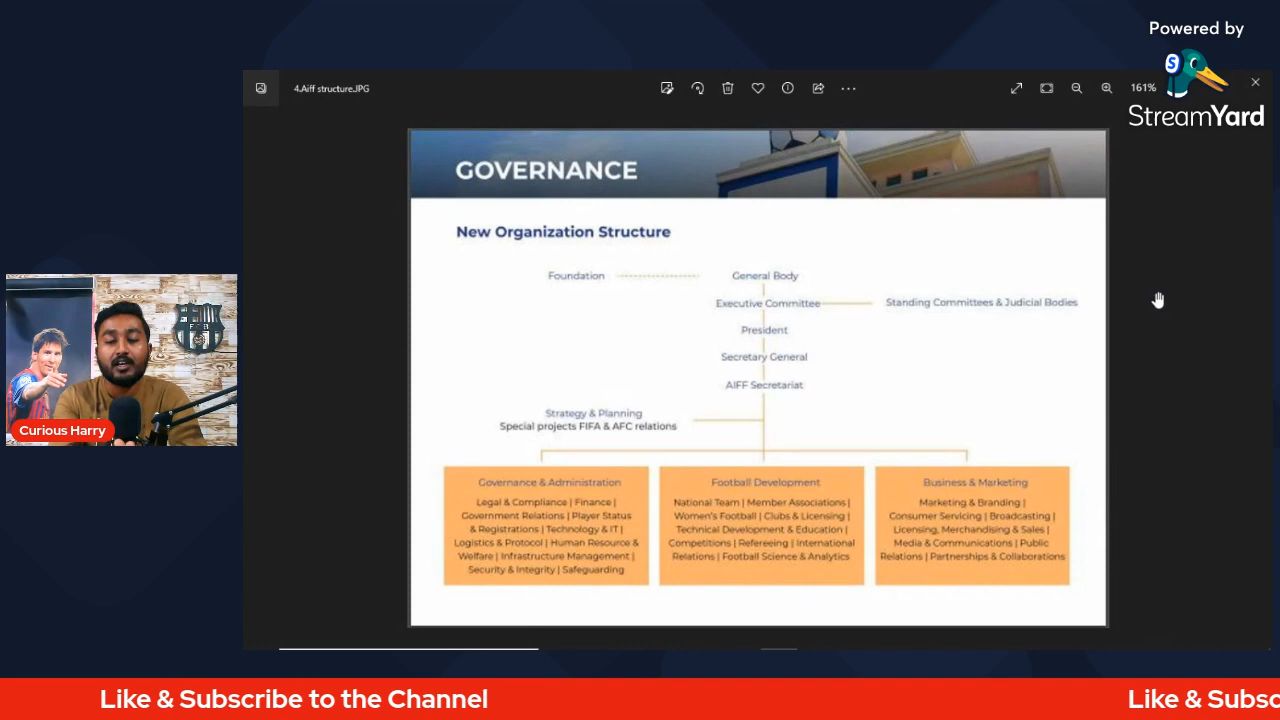 Powered by
StreamYard
4.Aiff structure.JPG
161%
GOVERNANCE
New Organization Structure
Foundation
General Body
Executive Committee
Standing Committees & Judicial Bodies
President
Secretary General
AIFF Secretariat
Strategy & Planning
Special projects FIFA & AFC relations
Governance & Administration
Legal & Compliance | Finance |
Government Relations | Player Status
& Registrations | Technology & IT |
Logistics & Protocol | Human Resource &
Welfare | Infrastructure Management |
Security & Integrity | Safeguarding
Football Development
National Team | Member Associations |
Women's Football | Clubs & Licensing |
Technical Development & Education |
Competitions | Refereeing | International
Relations | Football Science & Analytics
Business & Marketing
Marketing & Branding |
Consumer Servicing | Broadcasting |
Licensing, Merchandising & Sales |
Media & Communications | Public
Relations | Partnerships & Collaborations
FCB
Curious Harry
Like & Subscribe to the Channel
Like & Subsc